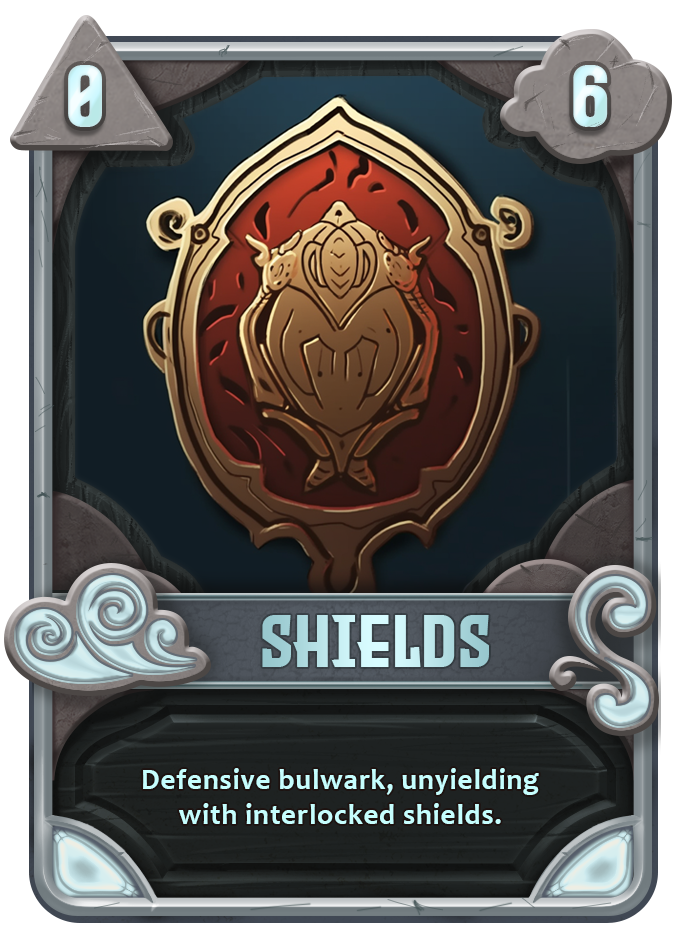 0
6
SHIELDS
Defensive bulwark, unyielding
with interlocked shields.